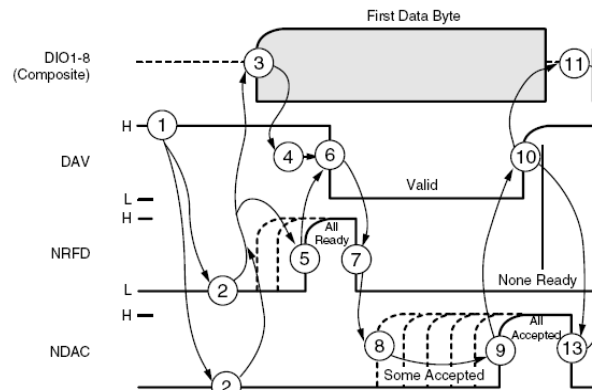 First Data Byte
DIO1-8
(Composite)
3
11
H
1
DAV
4
6
10
L
Valid
H
All
Ready
NRFD
5
7
None Ready
L
2
H
All
Accepted
NDAC
8
9
13
Some Accepted
2